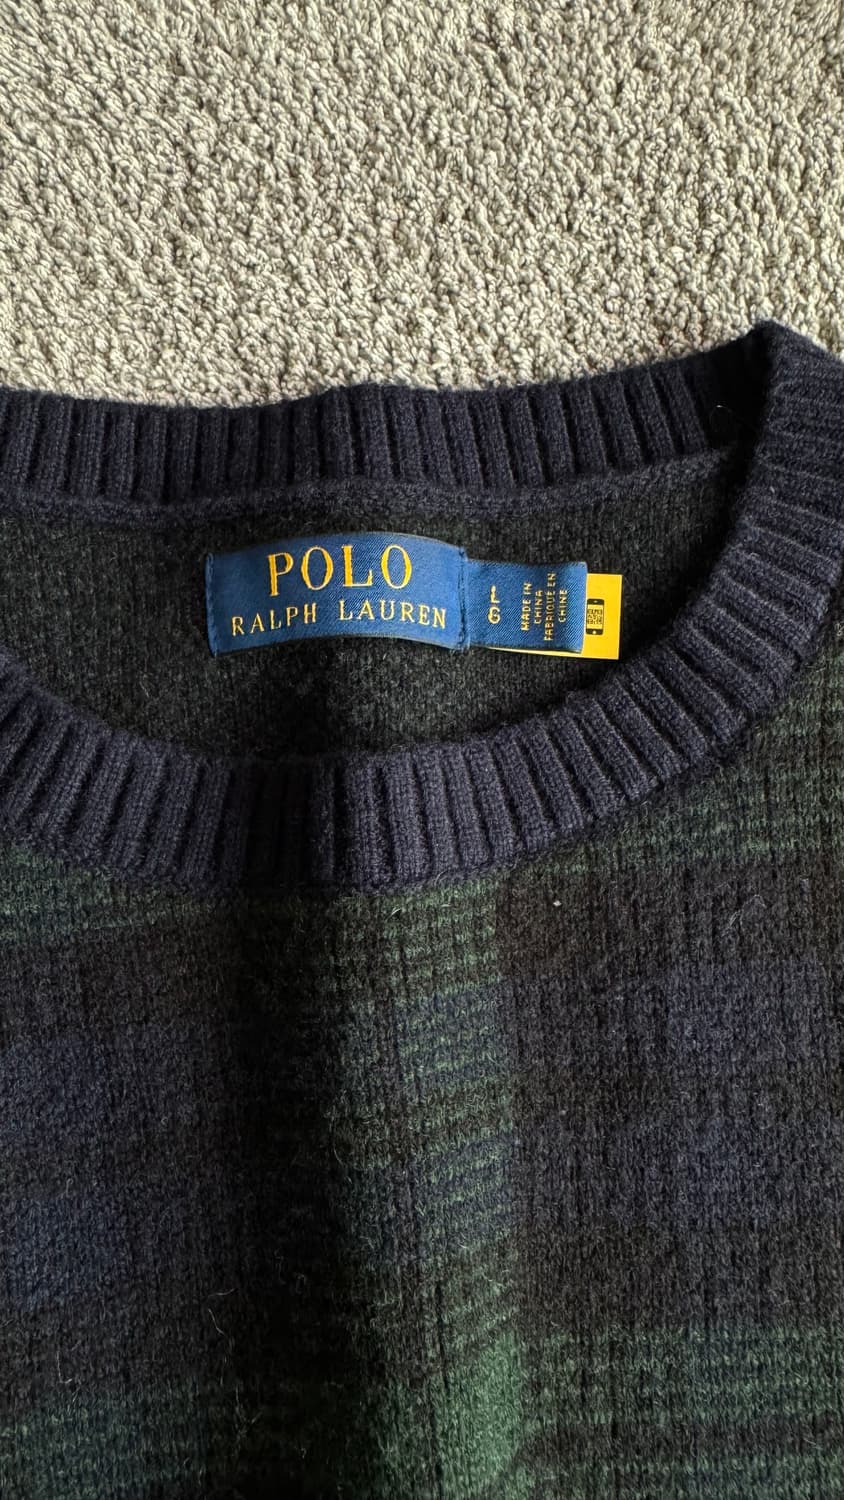 POLO
RALPH LAUREN
L
G
MADE IN
CHINA
FABRIQUÉ EN
CHINE